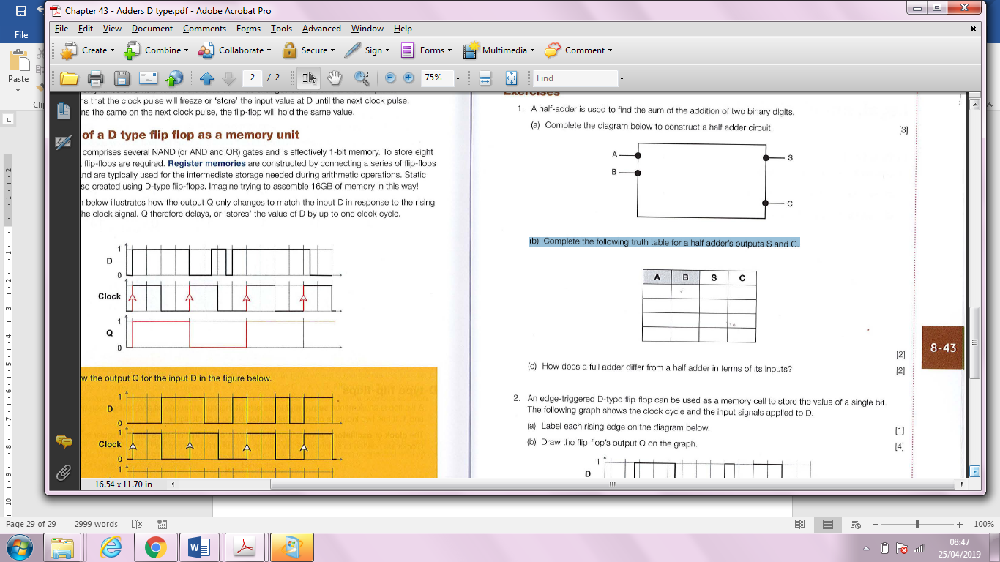 Chapter 43 - Adders D type.pdf - Adobe Acrobat Pro
File
File Edit View Document Comments Forms Tools Advanced Window Help
Paste
Create Combine Collaborate Secure Sign Forms Multimedia Comment
2 / 2 75% Find
ns that the clock pulse will freeze or 'store' the input value at D until the next clock pulse.
ns the same on the next clock pulse, the flip-flop will hold the same value.
of a D type flip flop as a memory unit
comprises several NAND (or AND and OR) gates and is effectively 1-bit memory. To store eight
t flip-flops are required. Register memories are constructed by connecting a series of flip-flops
and are typically used for the intermediate storage needed during arithmetic operations. Static
so created using D-type flip-flops. Imagine trying to assemble 16GB of memory in this way!
n below illustrates how the output Q only changes to match the input D in response to the rising
he clock signal. Q therefore delays, or 'stores' the value of D by up to one clock cycle.
1
D
0
Clock
1
Q
0
w the output Q for the input D in the figure below.
1
D
0
1
Clock
0
1
Exercises
1. A half-adder is used to find the sum of the addition of two binary digits.
(a) Complete the diagram below to construct a half adder circuit. [3]
A S
B
C
(b) Complete the following truth table for a half adder's outputs S and C.
A B S C
[2]
(c) How does a full adder differ from a half adder in terms of its inputs? [2]
8-43
2. An edge-triggered D-type flip-flop can be used as a memory cell to store the value of a single bit.
The following graph shows the clock cycle and the input signals applied to D.
(a) Label each rising edge on the diagram below. [1]
(b) Draw the flip-flop's output Q on the graph. [4]
1
D
16.54 x 11.70 in
Page 29 of 29 2999 words 100%
08:47
25/04/2019